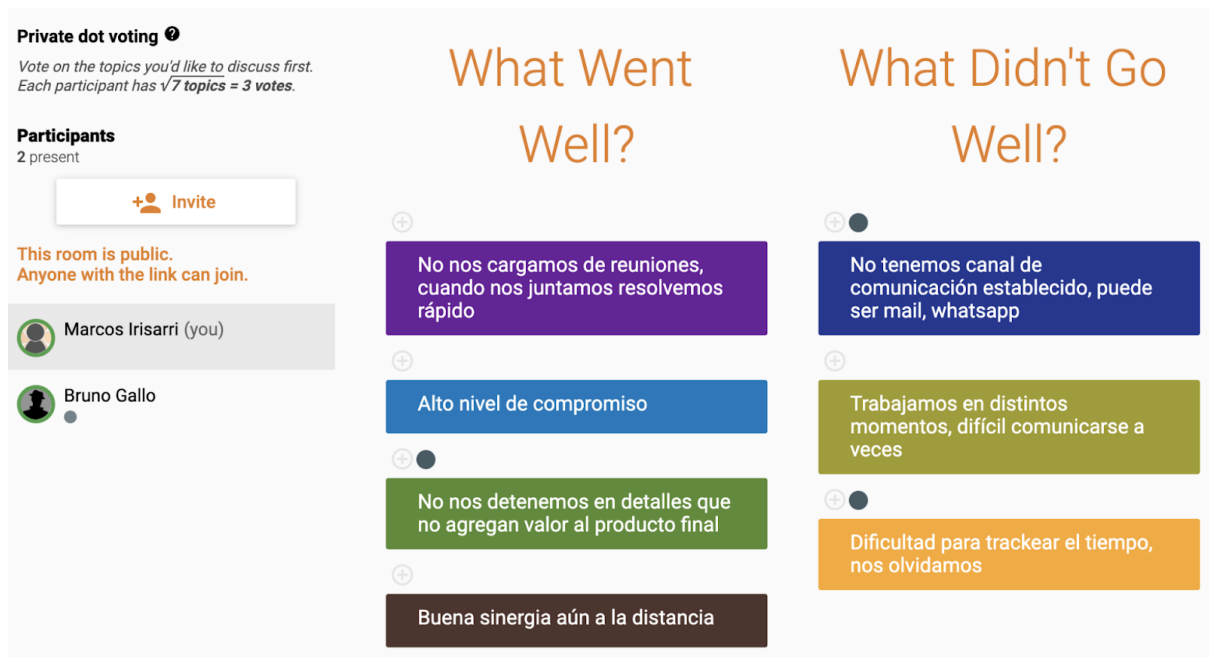 Private dot voting ?
Vote on the topics you'd like to discuss first.
Each participant has √7 topics = 3 votes.
Participants
2 present
Invite
This room is public.
Anyone with the link can join.
Marcos Irisarri (you)
Bruno Gallo
What Went
Well?
No nos cargamos de reuniones,
cuando nos juntamos resolvemos
rápido
Alto nivel de compromiso
No nos detenemos en detalles que
no agregan valor al producto final
Buena sinergia aún a la distancia
What Didn't Go
Well?
No tenemos canal de
comunicación establecido, puede
ser mail, whatsapp
Trabajamos en distintos
momentos, difícil comunicarse a
veces
Dificultad para trackear el tiempo,
nos olvidamos